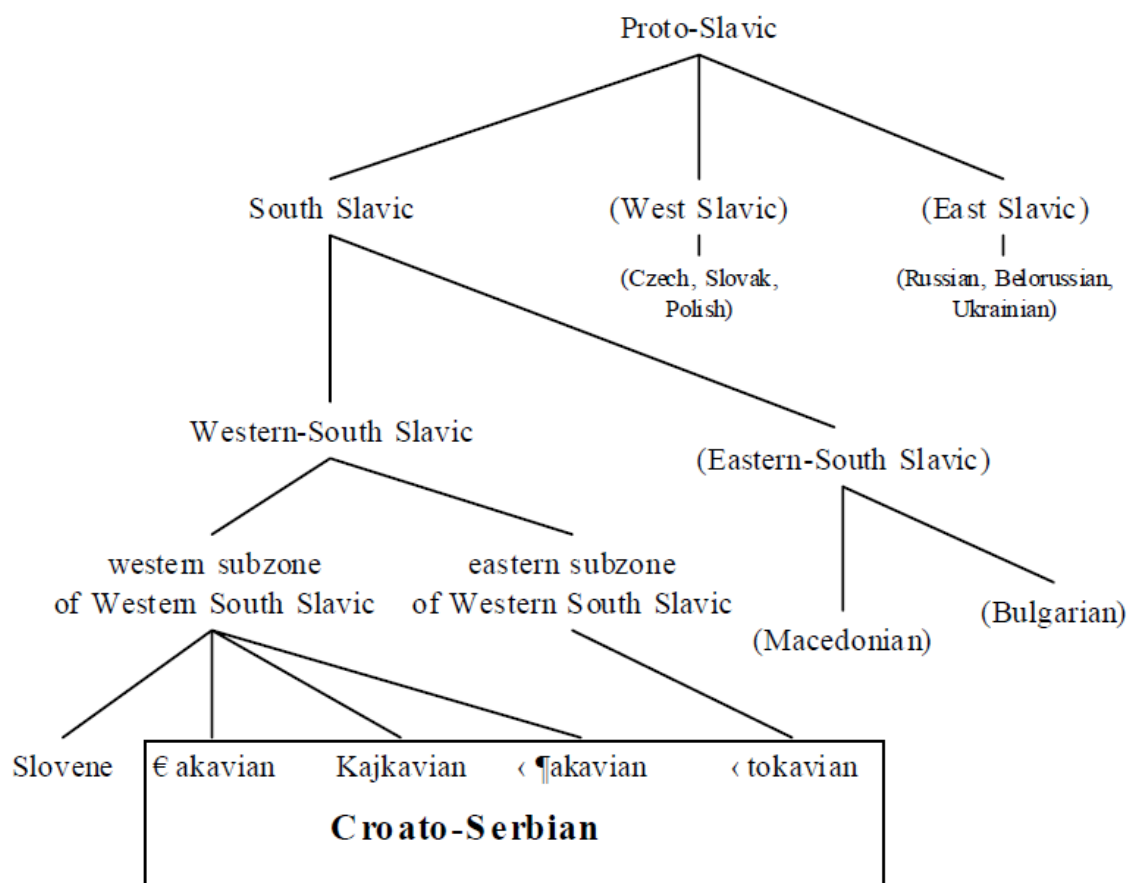 Proto-Slavic
South Slavic
(West Slavic)
(East Slavic)
(Czech, Slovak,
Polish)
(Russian, Belorussian,
Ukrainian)
Western-South Slavic
(Eastern-South Slavic)
western subzone
of Western South Slavic
eastern subzone
of Western South Slavic
(Macedonian)
(Bulgarian)
Slovene
€ akavian
Kajkavian
‹ ¶akavian
‹ tokavian
Croato-Serbian